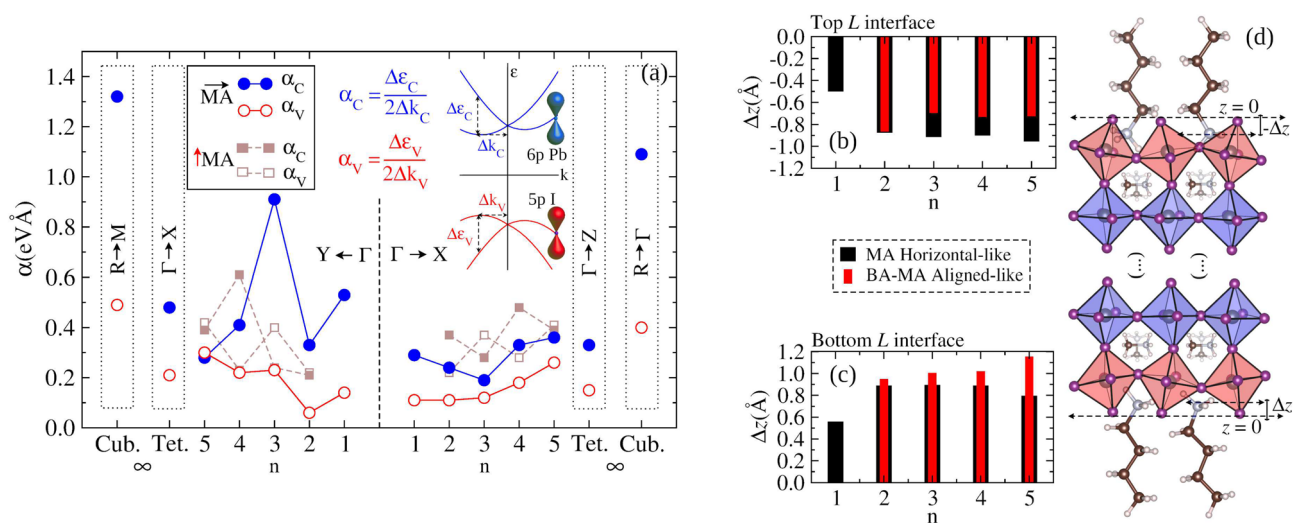 (a)
α(eVÅ)
1.4
1.2
1.0
0.8
0.6
0.4
0.2
0.0
MA
α_C
α_V
MA
α_C
α_V
α_C = Δε_C / 2Δk_C
α_V = Δε_V / 2Δk_V
ε
Δε_C
Δk_C
6p Pb
k
Δk_V
5p I
Δε_V
R→M
Γ→X
Y ← Γ
Γ → X
Γ→Z
R→Γ
Cub. Tet. 5 4 3 2 1 1 2 3 4 5 Tet. Cub.
∞ n n ∞
Top L interface
Δz(Å)
0.0
-0.2
-0.4
-0.6
-0.8
-1.0
-1.2
(b)
1 2 3 4 5
n
MA Horizontal-like
BA-MA Aligned-like
Bottom L interface
Δz(Å)
1.2
1.0
0.8
0.6
0.4
0.2
0.0
(c)
1 2 3 4 5
n
(d)
z = 0
-Δz
(...)
(...)
Δz
z = 0